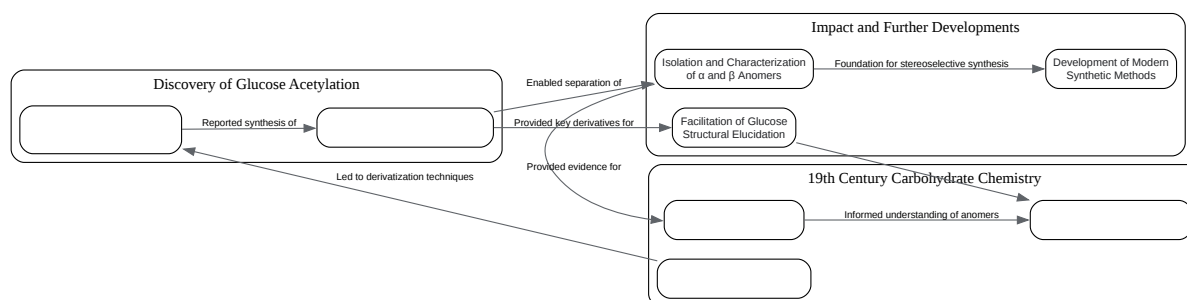 Impact and Further Developments
Isolation and Characterization
of α and β Anomers
Foundation for stereoselective synthesis
Development of Modern
Synthetic Methods
Discovery of Glucose Acetylation
Enabled separation of
Reported synthesis of
Provided key derivatives for
Facilitation of Glucose
Structural Elucidation
Provided evidence for
Led to derivatization techniques
19th Century Carbohydrate Chemistry
Informed understanding of anomers